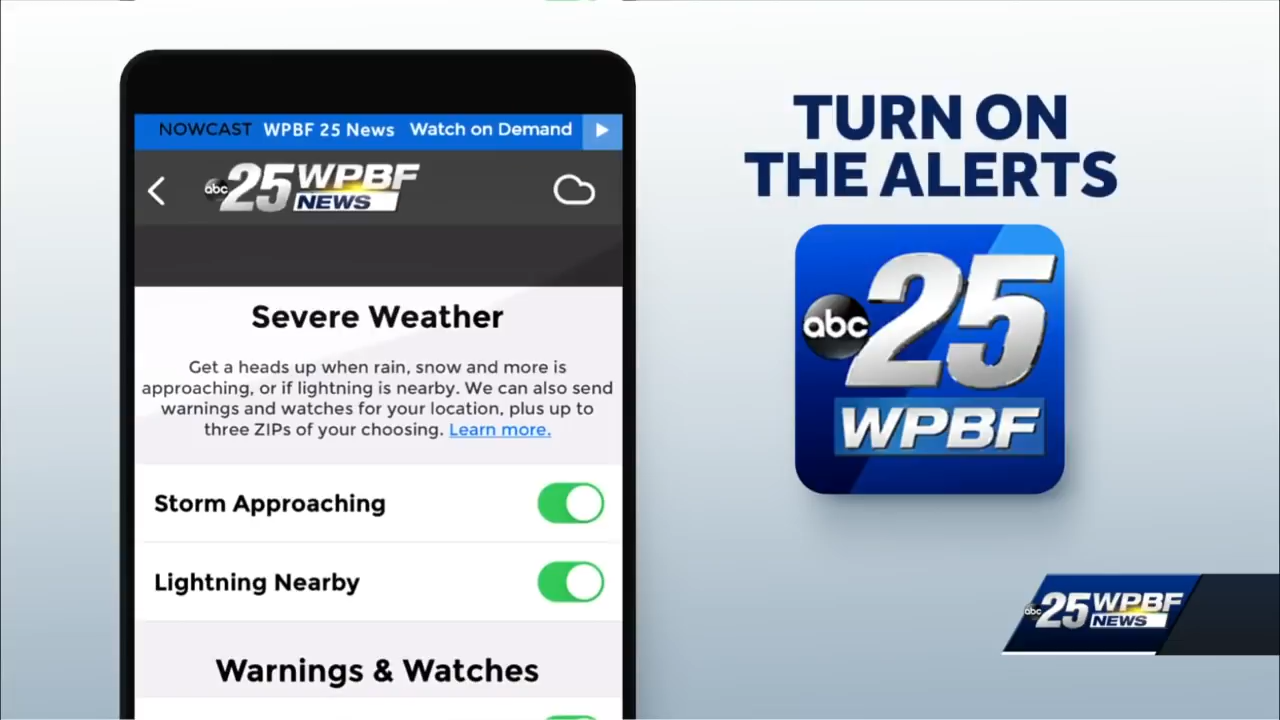 NOWCAST WPBF 25 News Watch on Demand
abc 25 WPBF
NEWS
Severe Weather
Get a heads up when rain, snow and more is
approaching, or if lightning is nearby. We can also send
warnings and watches for your location, plus up to
three ZIPs of your choosing. Learn more.
Storm Approaching
Lightning Nearby
Warnings & Watches
TURN ON
THE ALERTS
abc 25
WPBF
abc 25 WPBF
NEWS